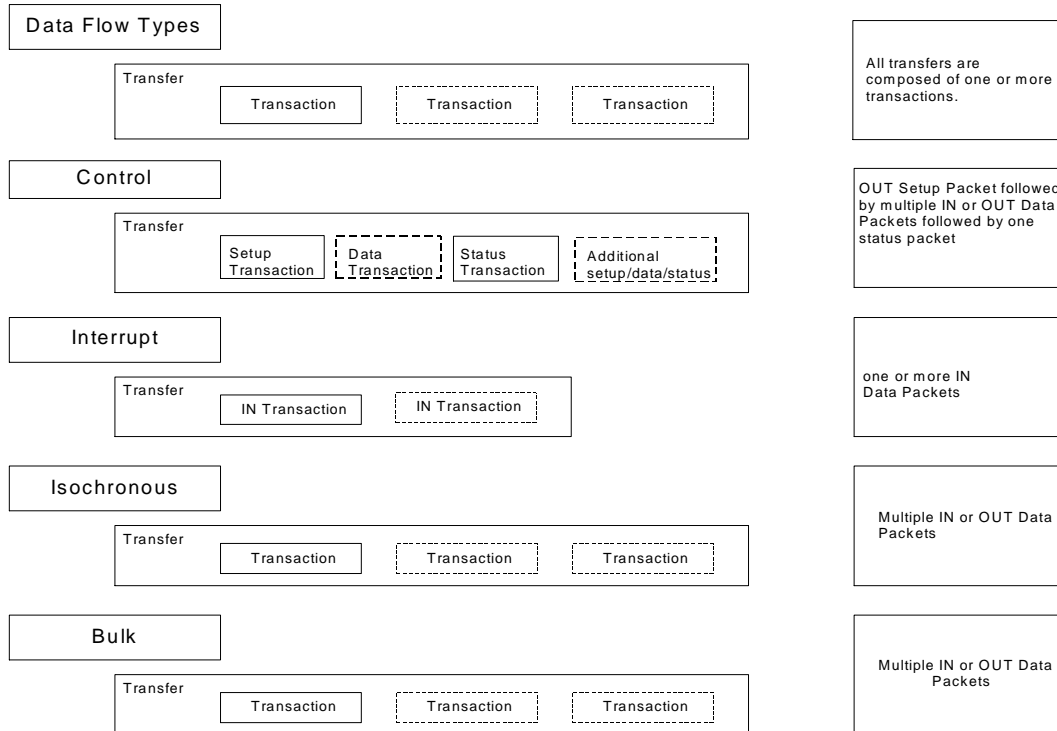 Data Flow Types
Transfer
Transaction
Transaction
Transaction
All transfers are
composed of one or more
transactions.
Control
Transfer
Setup
Transaction
Data
Transaction
Status
Transaction
Additional
setup/data/status
OUT Setup Packet followed
by multiple IN or OUT Data
Packets followed by one
status packet
Interrupt
Transfer
IN Transaction
IN Transaction
one or more IN
Data Packets
Isochronous
Transfer
Transaction
Transaction
Transaction
Multiple IN or OUT Data
Packets
Bulk
Transfer
Transaction
Transaction
Transaction
Multiple IN or OUT Data
Packets